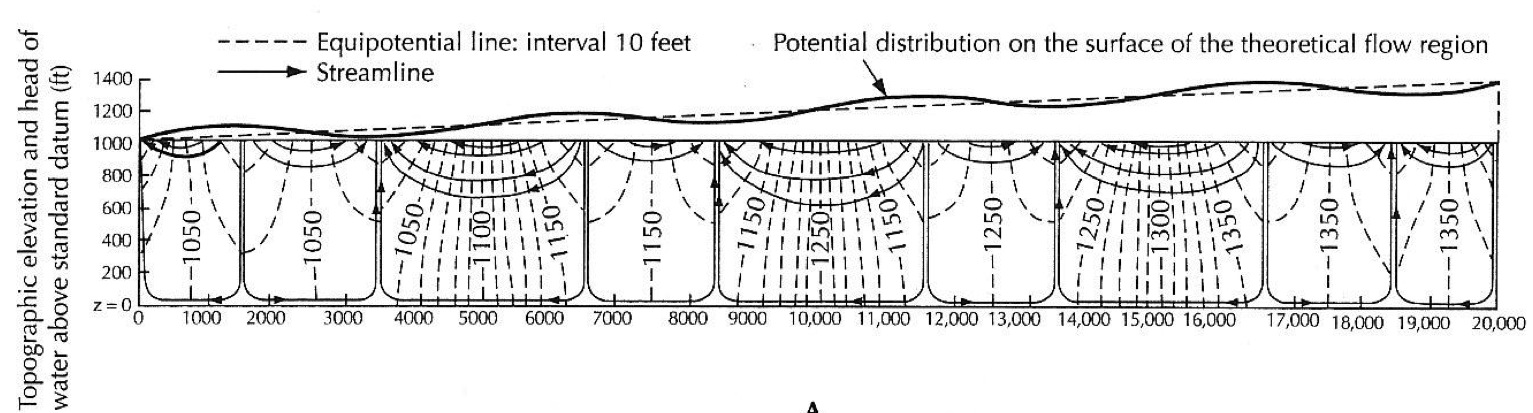 Topographic elevation and head of
water above standard datum (ft)
Equipotential line: interval 10 feet
Streamline
Potential distribution on the surface of the theoretical flow region
1400
1200
1000
800
600
400
200
z = 0
1050
1050
1050
1100
1150
1150
1150
1250
1150
1250
1250
1300
1350
1350
1350
0 1000 2000 3000 4000 5000 6000 7000 8000 9000 10,000 11,000 12,000 13,000 14,000 15,000 16,000 17,000 18,000 19,000 20,000
A